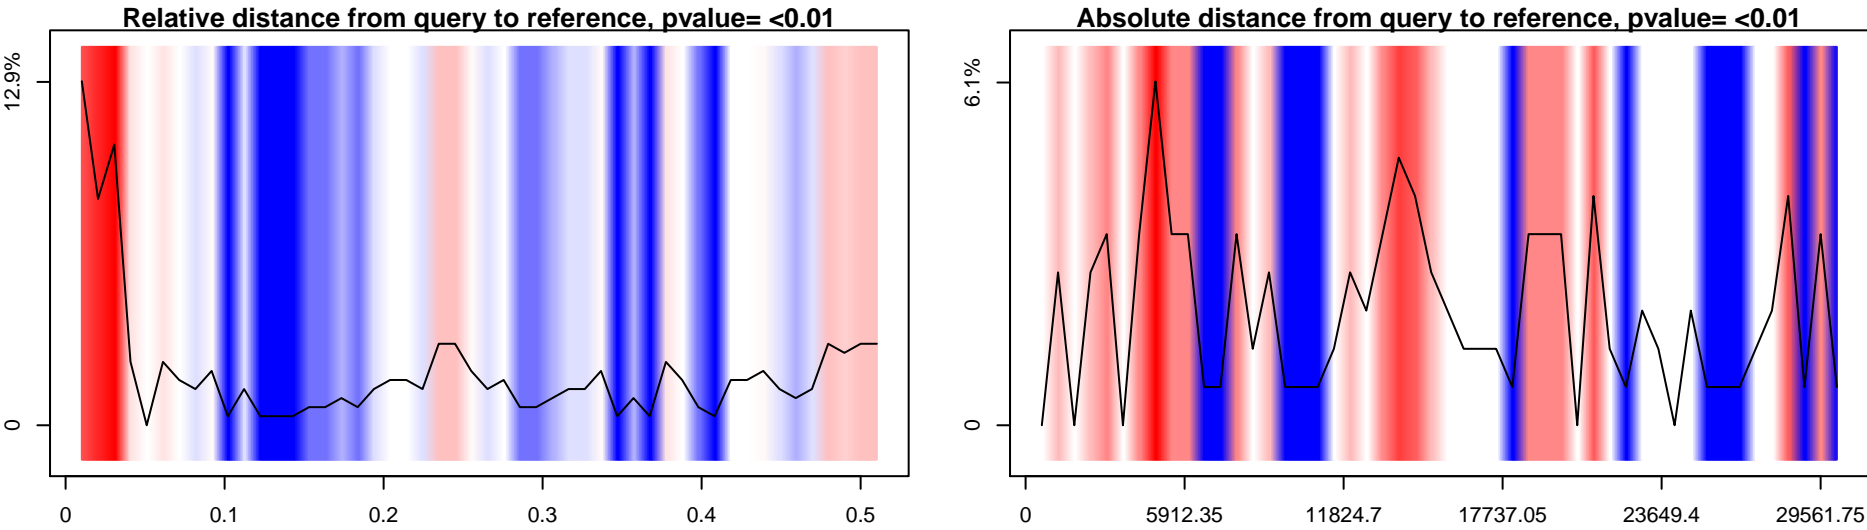 Relative distance from query to reference, pvalue= <0.01
12.9%
0
0 0.1 0.2 0.3 0.4 0.5
Absolute distance from query to reference, pvalue= <0.01
6.1%
0
0 5912.35 11824.7 17737.05 23649.4 29561.75